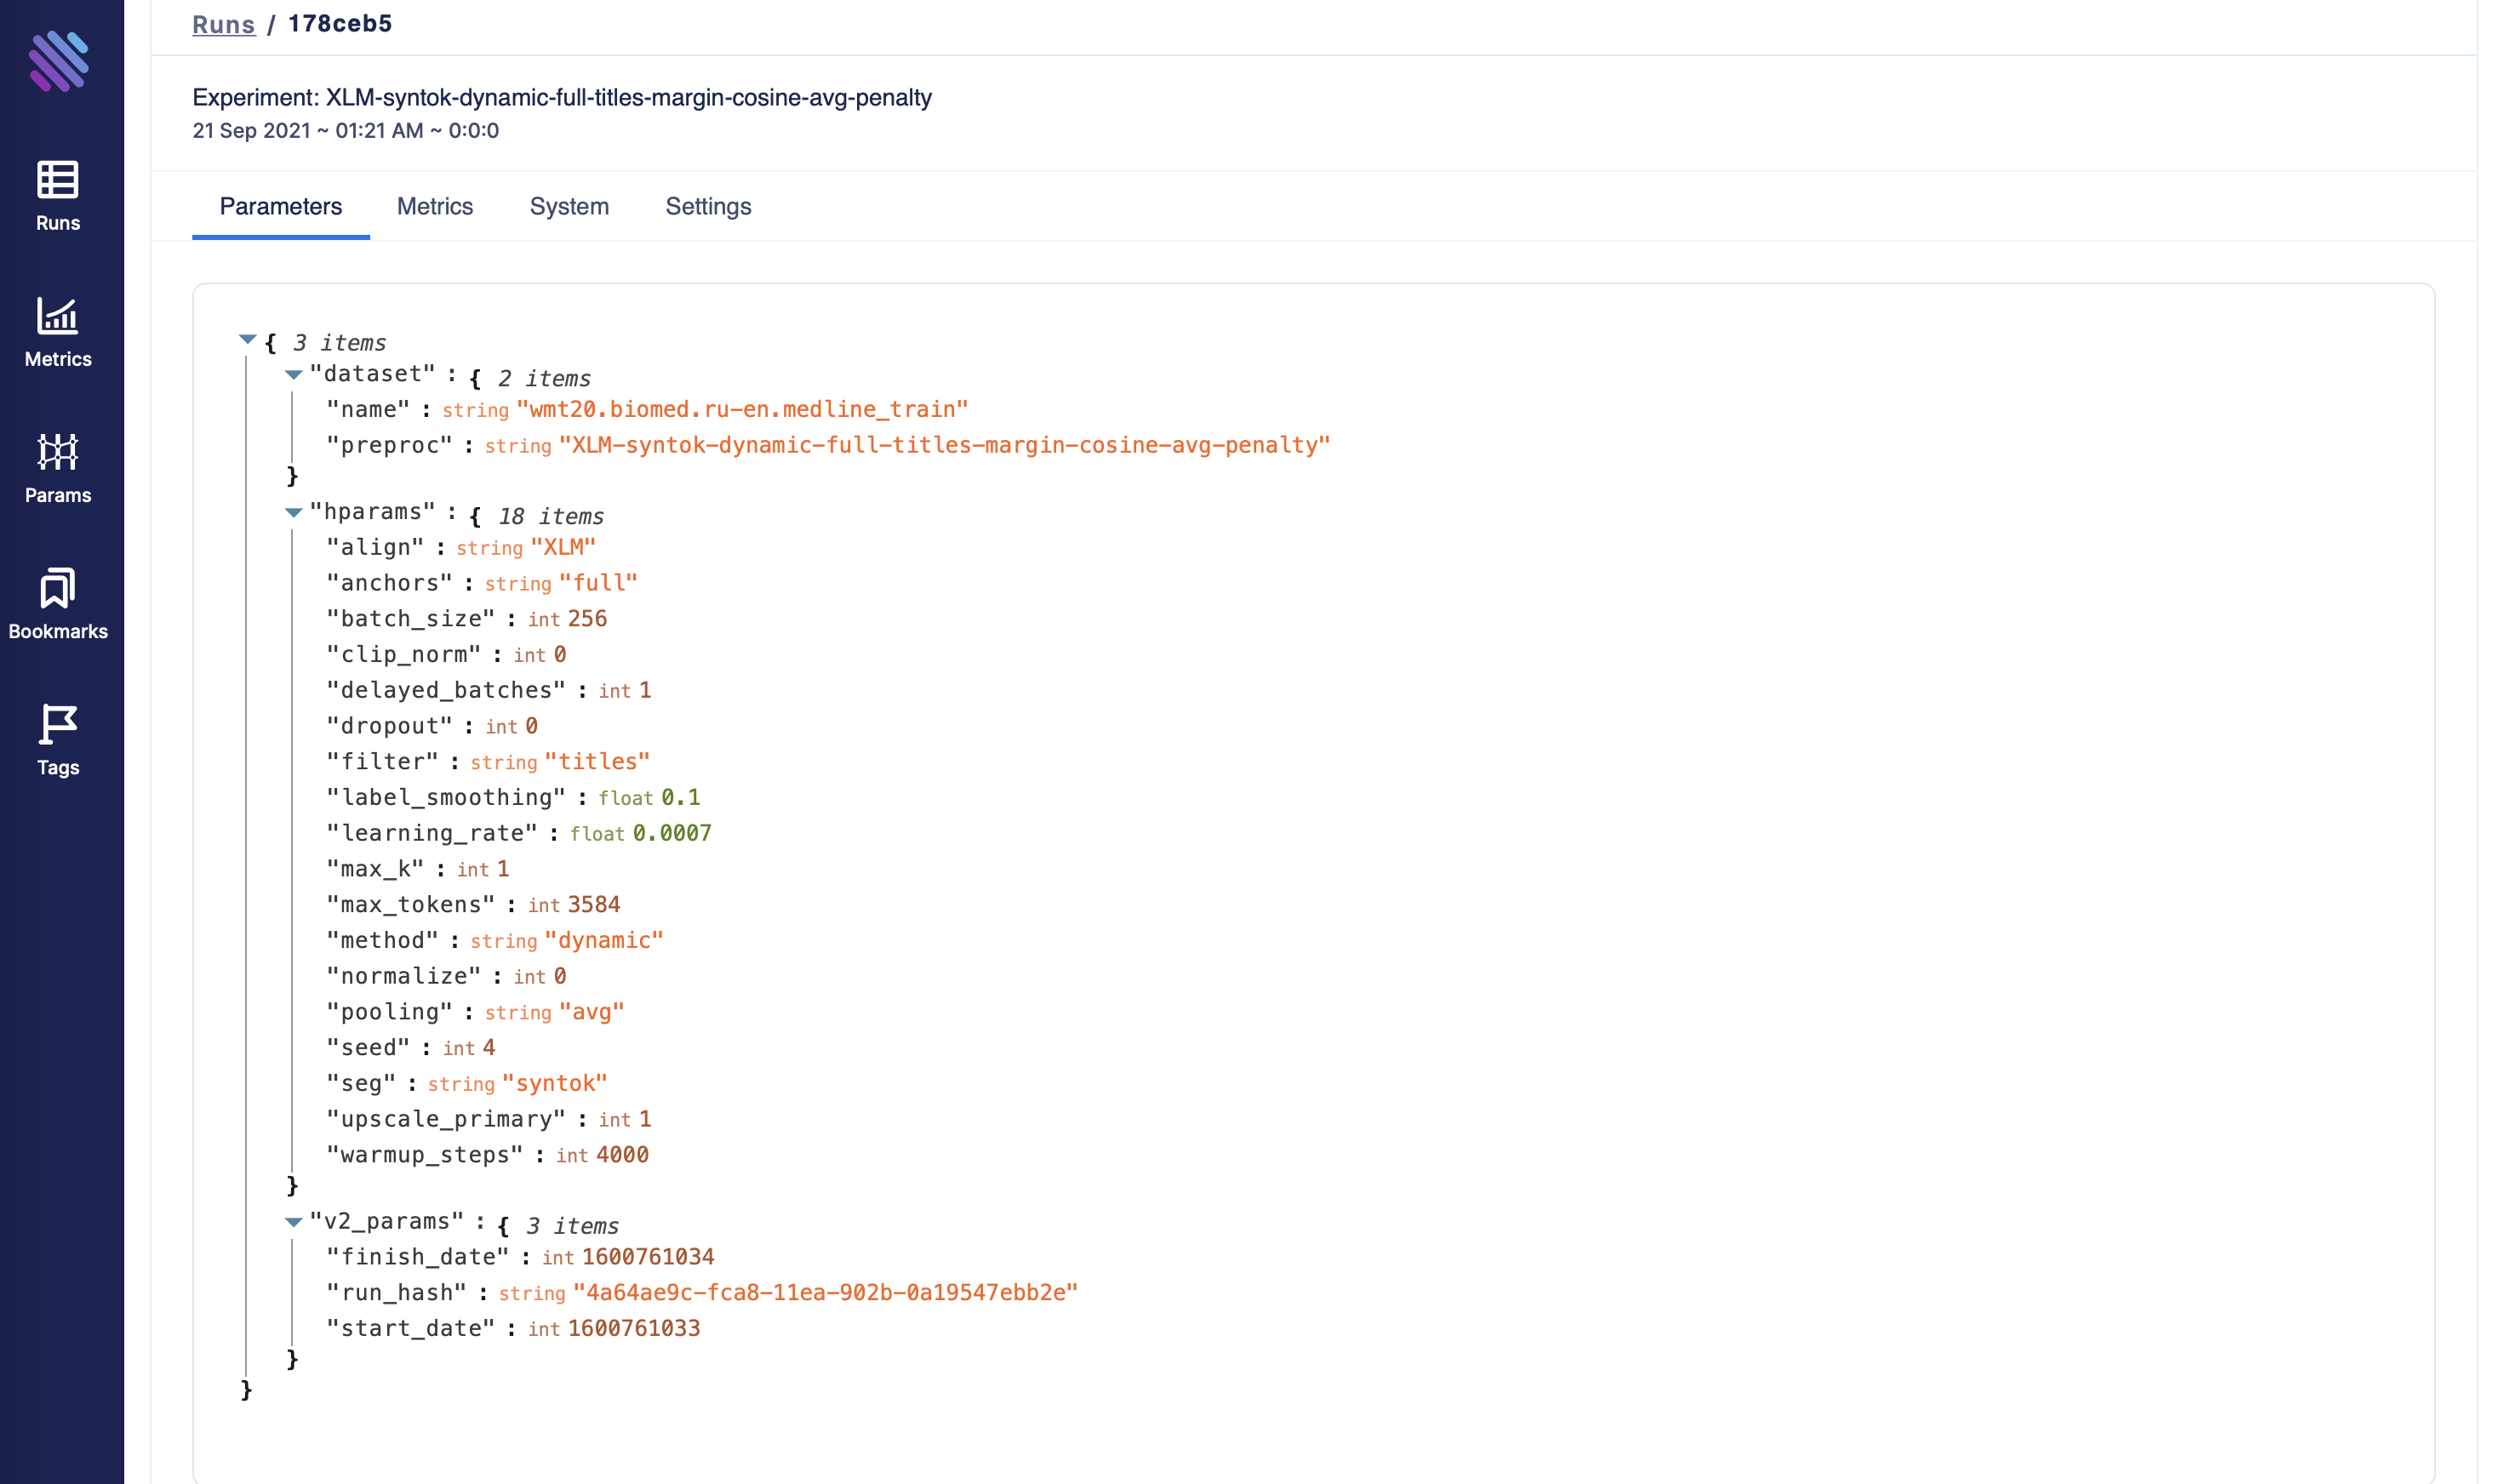 Runs / 178ceb5
Experiment: XLM-syntok-dynamic-full-titles-margin-cosine-avg-penalty
21 Sep 2021 ~ 01:21 AM ~ 0:0:0
Runs
Metrics
Params
Bookmarks
Tags
Parameters Metrics System Settings
{ 3 items
"dataset" : { 2 items
"name" : string "wmt20.biomed.ru-en.medline_train"
"preproc" : string "XLM-syntok-dynamic-full-titles-margin-cosine-avg-penalty"
}
"hparams" : { 18 items
"align" : string "XLM"
"anchors" : string "full"
"batch_size" : int 256
"clip_norm" : int 0
"delayed_batches" : int 1
"dropout" : int 0
"filter" : string "titles"
"label_smoothing" : float 0.1
"learning_rate" : float 0.0007
"max_k" : int 1
"max_tokens" : int 3584
"method" : string "dynamic"
"normalize" : int 0
"pooling" : string "avg"
"seed" : int 4
"seg" : string "syntok"
"upscale_primary" : int 1
"warmup_steps" : int 4000
}
"v2_params" : { 3 items
"finish_date" : int 1600761034
"run_hash" : string "4a64ae9c-fca8-11ea-902b-0a19547ebb2e"
"start_date" : int 1600761033
}
}